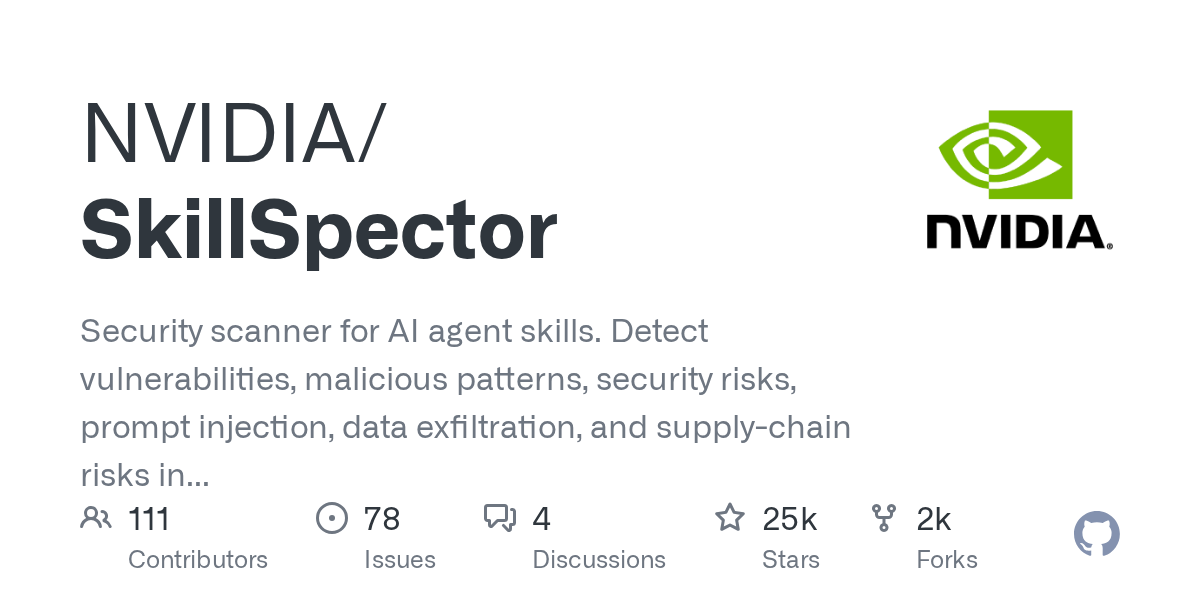 NVIDIA/
SkillSpector
NVIDIA®
Security scanner for AI agent skills. Detect
vulnerabilities, malicious patterns, security risks,
prompt injection, data exfiltration, and supply-chain
risks in...
111
Contributors
78
Issues
4
Discussions
25k
Stars
2k
Forks